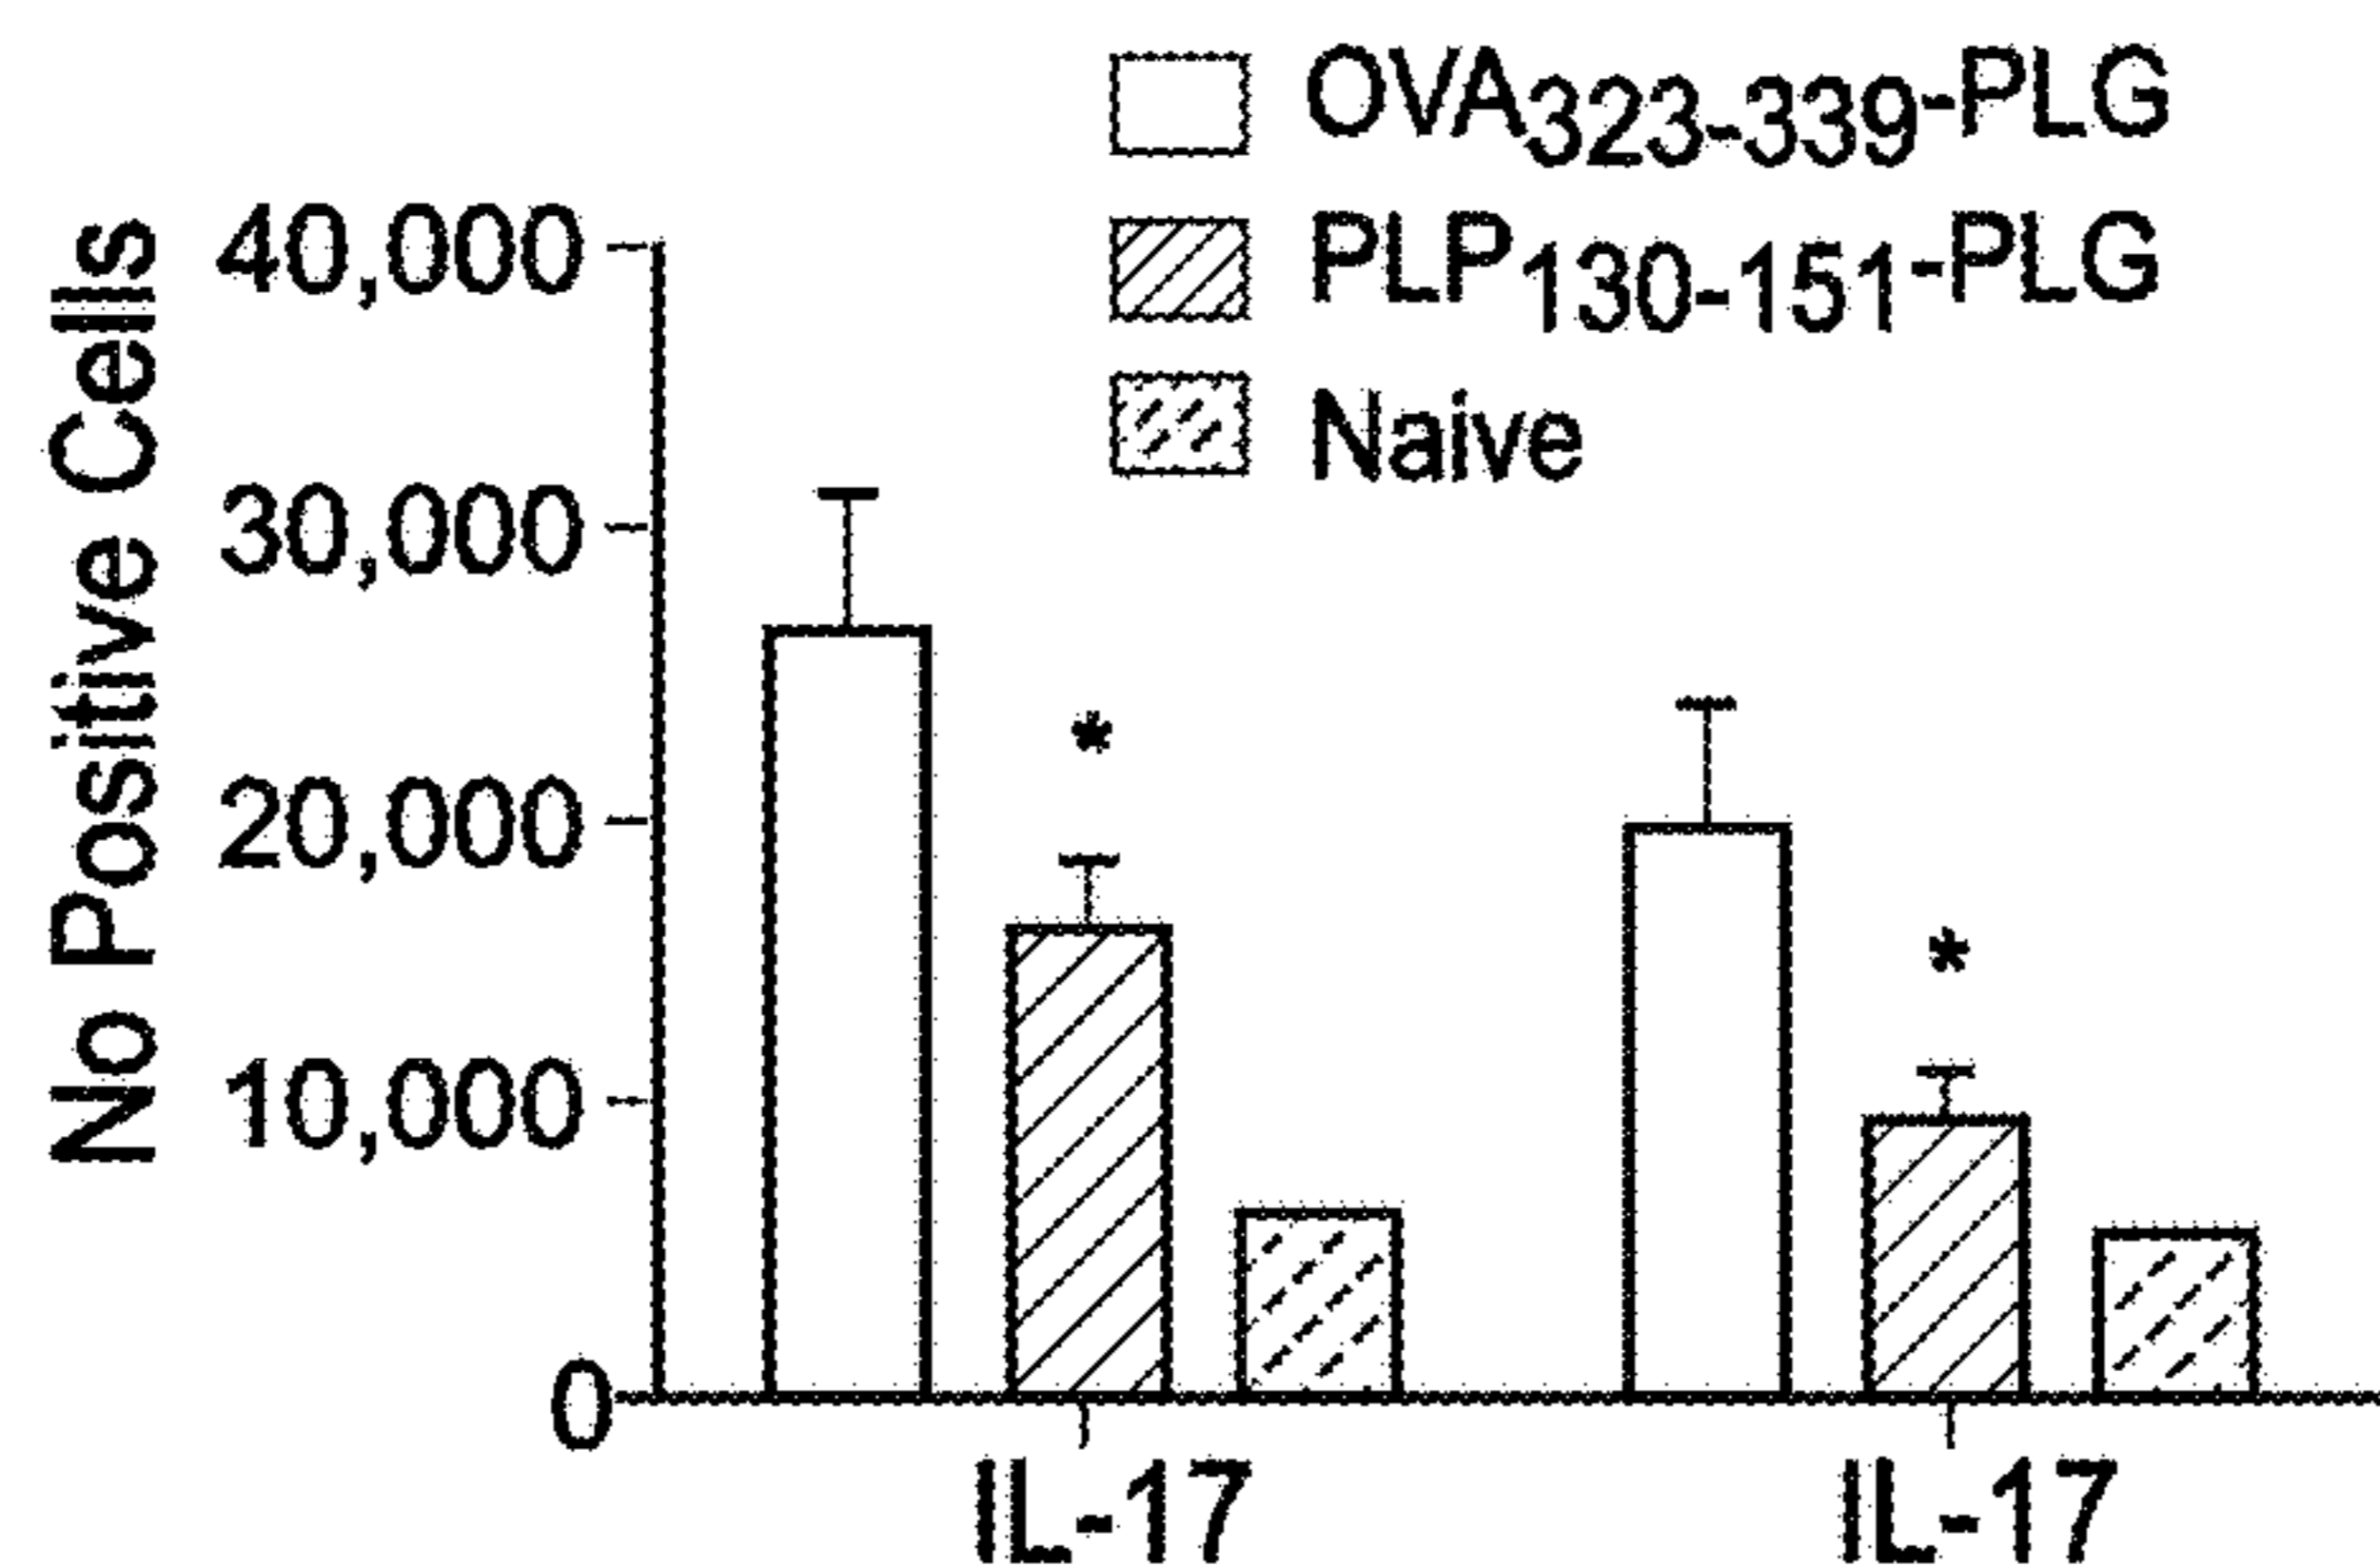 OVA323-339-PLG
PLP130-151-PLG
Naive
No Positive Cells
40,000
30,000
20,000
10,000
0
*
*
IL-17
IL-17